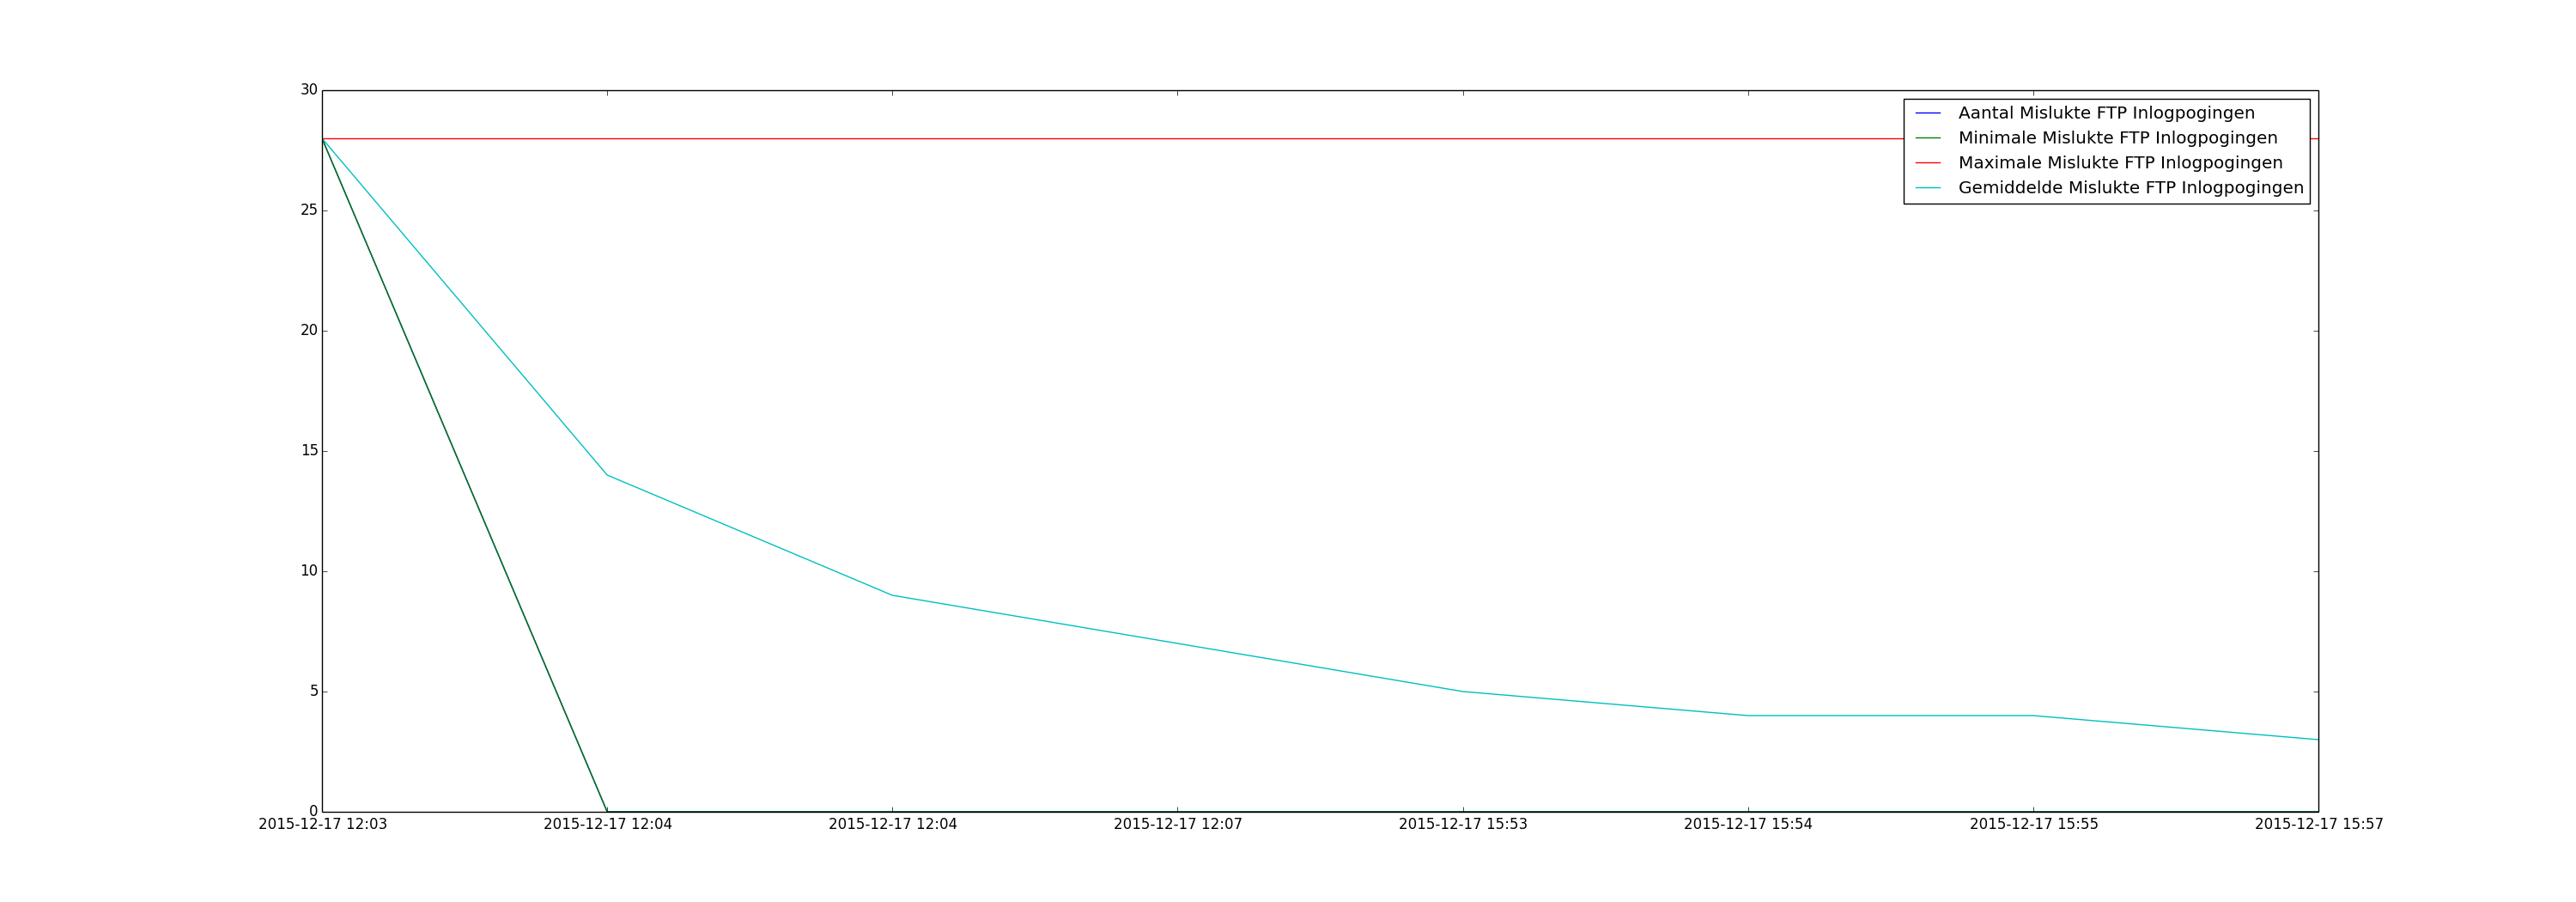 30
25
20
15
10
5
0
Aantal Mislukte FTP Inlogpogingen
Minimale Mislukte FTP Inlogpogingen
Maximale Mislukte FTP Inlogpogingen
Gemiddelde Mislukte FTP Inlogpogingen
2015-12-17 12:03 2015-12-17 12:04 2015-12-17 12:04 2015-12-17 12:07 2015-12-17 15:53 2015-12-17 15:54 2015-12-17 15:55 2015-12-17 15:57